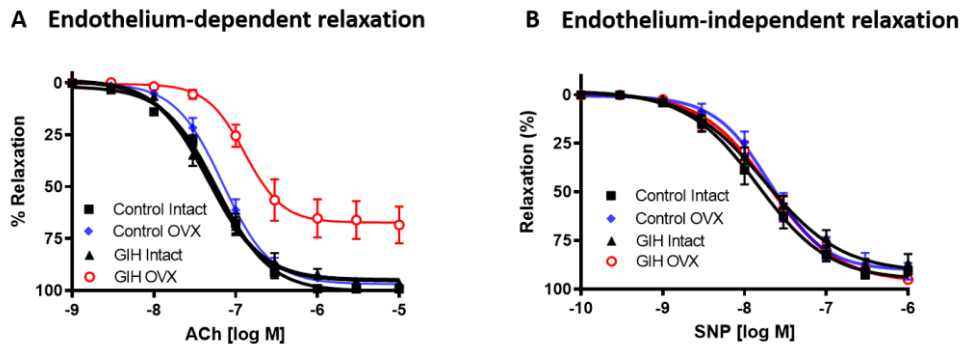 A Endothelium-dependent relaxation
0
25
50
75
100
% Relaxation
Control Intact
Control OVX
GIH Intact
GIH OVX
-9 -8 -7 -6 -5
ACh [log M]
B Endothelium-independent relaxation
0
25
50
75
100
Relaxation (%)
Control Intact
Control OVX
GIH Intact
GIH OVX
-10 -9 -8 -7 -6
SNP [log M]